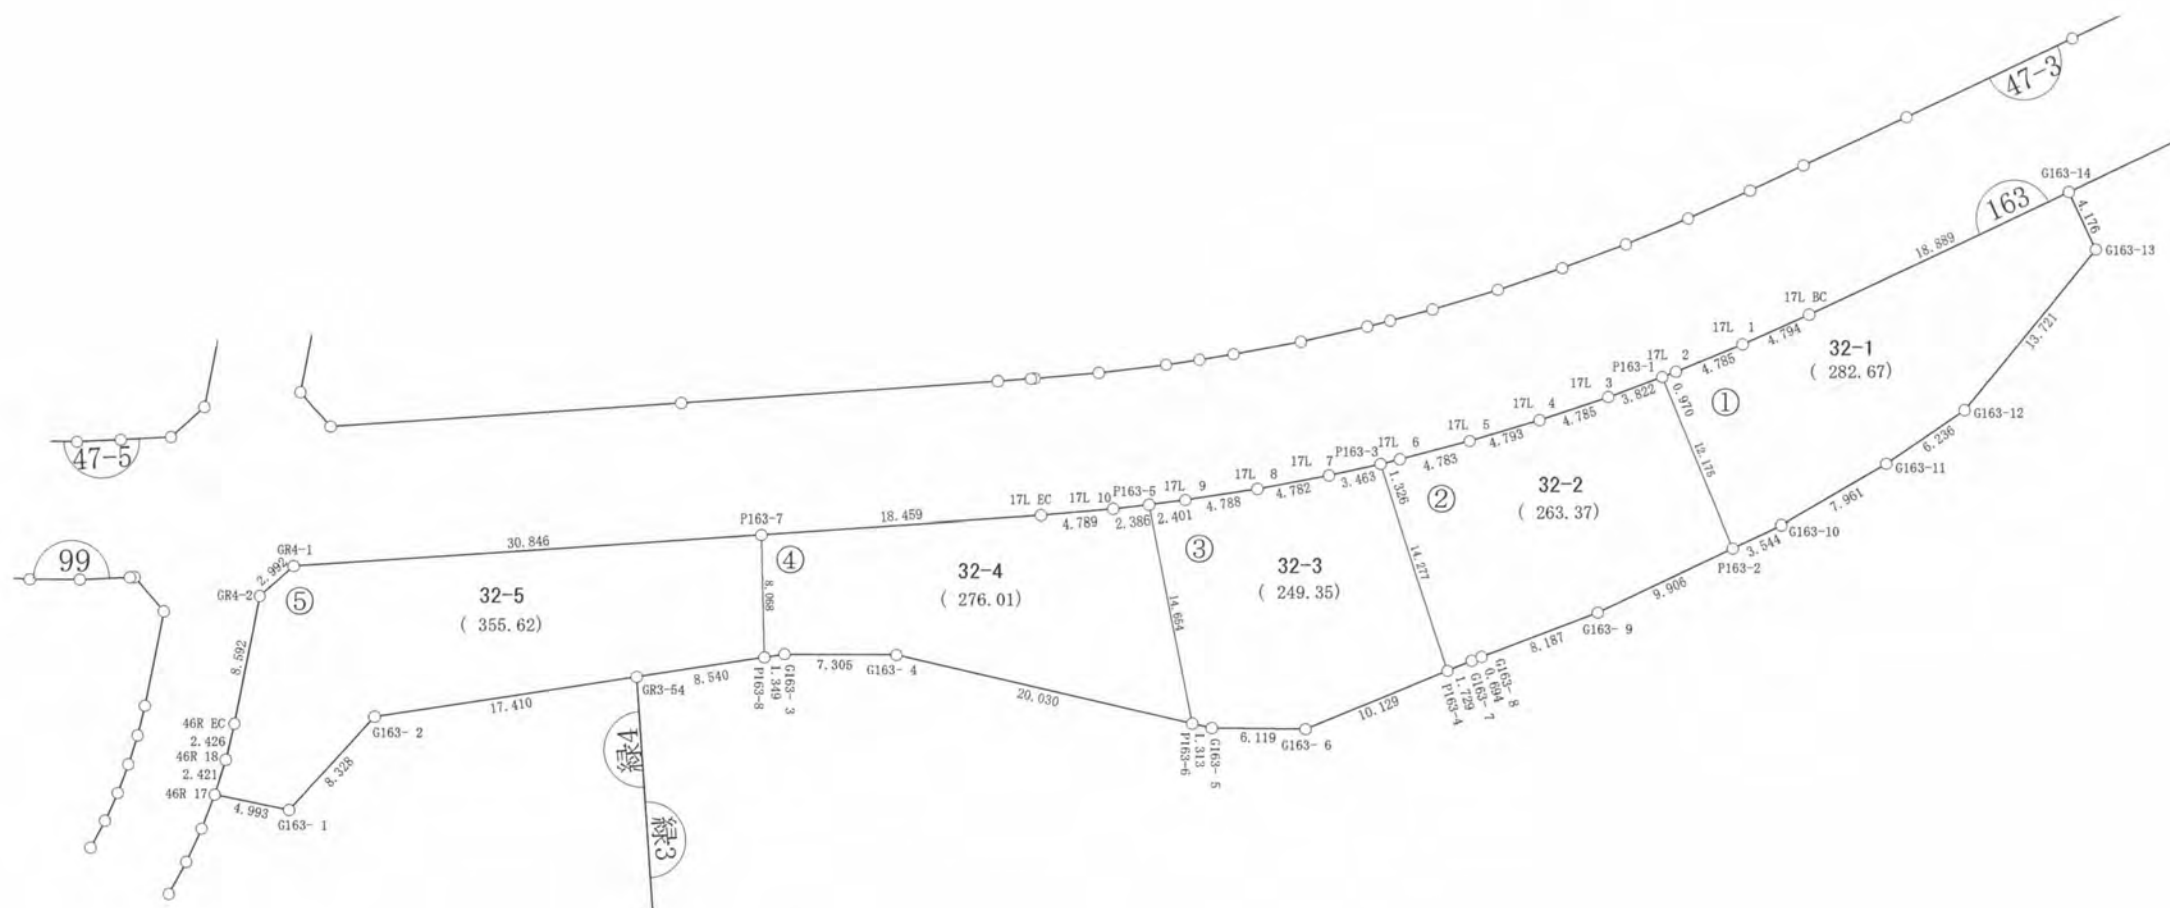 47-3
G163-14
163
4.176
18.889
G163-13
17L BC
17L 1
4.794
32-1
( 282.67)
13.721
17L 2
4.785
P163-1
0.970
①
17L 3
3.822
G163-12
17L 4
4.785
6.236
17L 5
4.793
12.175
G163-11
47-5
P163-3
17L 6
4.783
1.326
②
32-2
( 263.37)
7.961
17L 7
3.463
17L 8
4.782
G163-10
17L 9
4.788
P163-5
2.401
17L 10
2.386
17L EC
4.789
3.544
P163-2
P163-7
18.459
30.846
③
④
14.277
99
GR4-1
2.992
GR4-2
⑤
32-5
( 355.62)
8.068
32-4
( 276.01)
32-3
( 249.35)
14.654
9.906
G163- 9
8.187
8.592
G163- 8
0.694
G163- 7
1.729
P163-4
G163- 4
7.305
G163- 3
1.349
P163-8
8.540
GR3-54
17.410
20.030
10.129
46R EC
2.426
46R 18
2.421
46R 17
G163- 2
8.328
4.993
G163- 1
緑4
緑3
G163- 6
6.119
G163- 5
1.313
P163-6